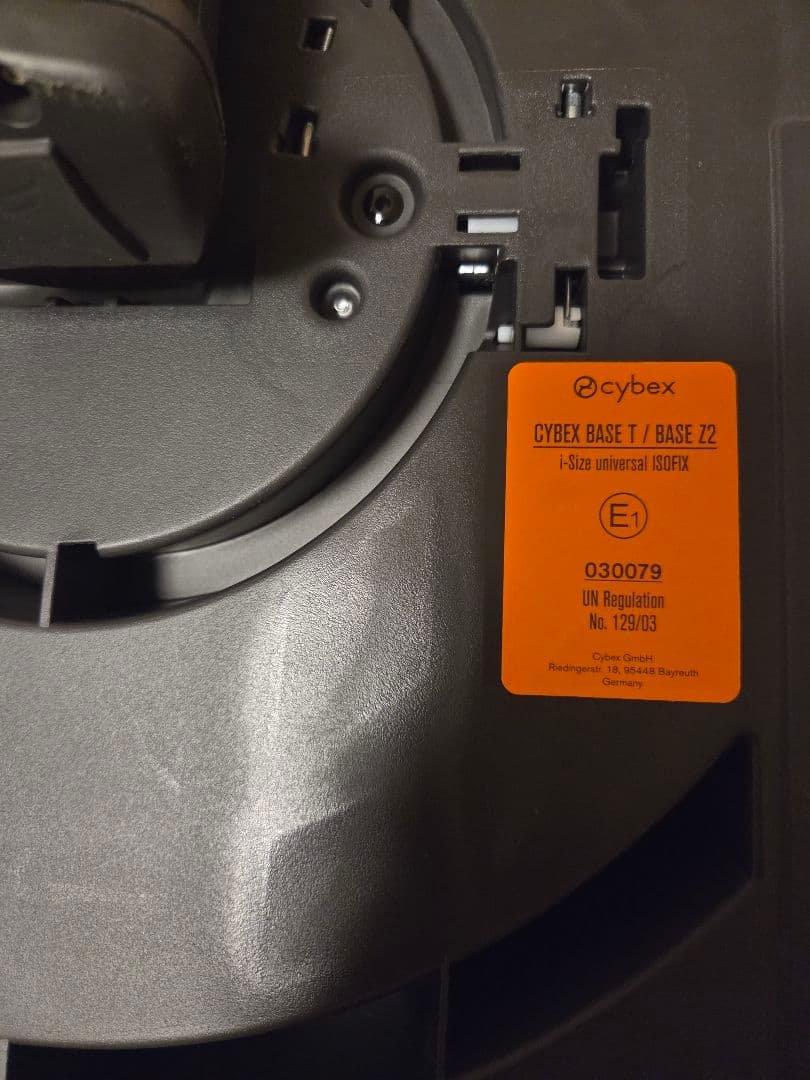 cybex
CYBEX BASE T / BASE Z2
i-Size universal ISOFIX
E1
030079
UN Regulation
No. 129/03
Cybex GmbH
Riedingerstr. 18, 95448 Bayreuth
Germany